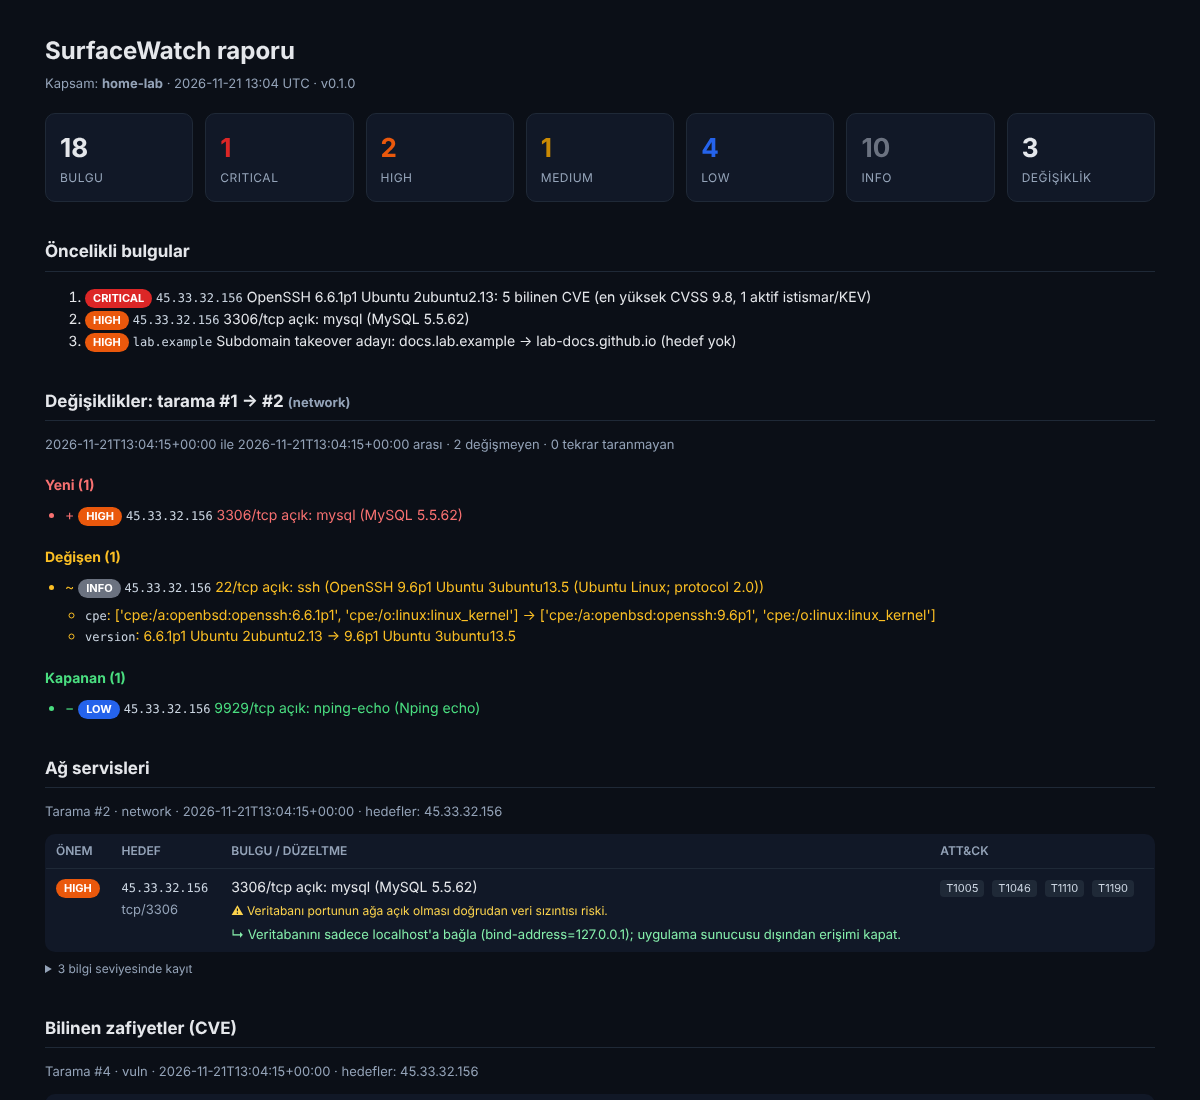 SurfaceWatch raporu
Kapsam: home-lab · 2026-11-21 13:04 UTC · v0.1.0
18
BULGU
1
CRITICAL
2
HIGH
1
MEDIUM
4
LOW
10
INFO
3
DEĞİŞİKLİK
Öncelikli bulgular
1. CRITICAL 45.33.32.156 OpenSSH 6.6.1p1 Ubuntu 2ubuntu2.13: 5 bilinen CVE (en yüksek CVSS 9.8, 1 aktif istismar/KEV)
2. HIGH 45.33.32.156 3306/tcp açık: mysql (MySQL 5.5.62)
3. HIGH lab.example Subdomain takeover adayı: docs.lab.example → lab-docs.github.io (hedef yok)
Değişiklikler: tarama #1 → #2 (network)
2026-11-21T13:04:15+00:00 ile 2026-11-21T13:04:15+00:00 arası · 2 değişmeyen · 0 tekrar taranmayan
Yeni (1)
• + HIGH 45.33.32.156 3306/tcp açık: mysql (MySQL 5.5.62)
Değişen (1)
• ~ INFO 45.33.32.156 22/tcp açık: ssh (OpenSSH 9.6p1 Ubuntu 3ubuntu13.5 (Ubuntu Linux; protocol 2.0))
◦ cpe: ['cpe:/a:openbsd:openssh:6.6.1p1', 'cpe:/o:linux:linux_kernel'] → ['cpe:/a:openbsd:openssh:9.6p1', 'cpe:/o:linux:linux_kernel']
◦ version: 6.6.1p1 Ubuntu 2ubuntu2.13 → 9.6p1 Ubuntu 3ubuntu13.5
Kapanan (1)
• − LOW 45.33.32.156 9929/tcp açık: nping-echo (Nping echo)
Ağ servisleri
Tarama #2 · network · 2026-11-21T13:04:15+00:00 · hedefler: 45.33.32.156
ÖNEM HEDEF BULGU / DÜZELTME ATT&CK
HIGH 45.33.32.156 3306/tcp açık: mysql (MySQL 5.5.62) T1005 T1046 T1110 T1190
tcp/3306 ⚠ Veritabanı portunun ağa açık olması doğrudan veri sızıntısı riski.
↳ Veritabanını sadece localhost'a bağla (bind-address=127.0.0.1); uygulama sunucusu dışından erişimi kapat.
▶ 3 bilgi seviyesinde kayıt
Bilinen zafiyetler (CVE)
Tarama #4 · vuln · 2026-11-21T13:04:15+00:00 · hedefler: 45.33.32.156